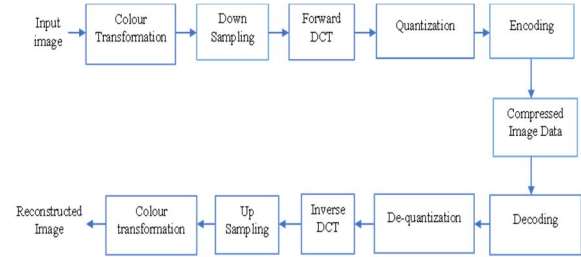 Input
image
Colour
Transformation
Down
Sampling
Forward
DCT
Quantization
Encoding
Compressed
Image Data
Reconstructed
Image
Colour
transformation
Up
Sampling
Inverse
DCT
De-quantization
Decoding